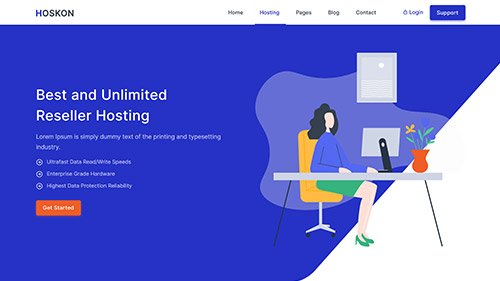 HOSKON
Home Hosting Pages Blog Contact Login Support
Best and Unlimited
Reseller Hosting
Lorem Ipsum is simply dummy text of the printing and typesetting
industry.
Ultrafast Data Read/Write Speeds
Enterprise Grade Hardware
Highest Data Protection Reliability
Get Started